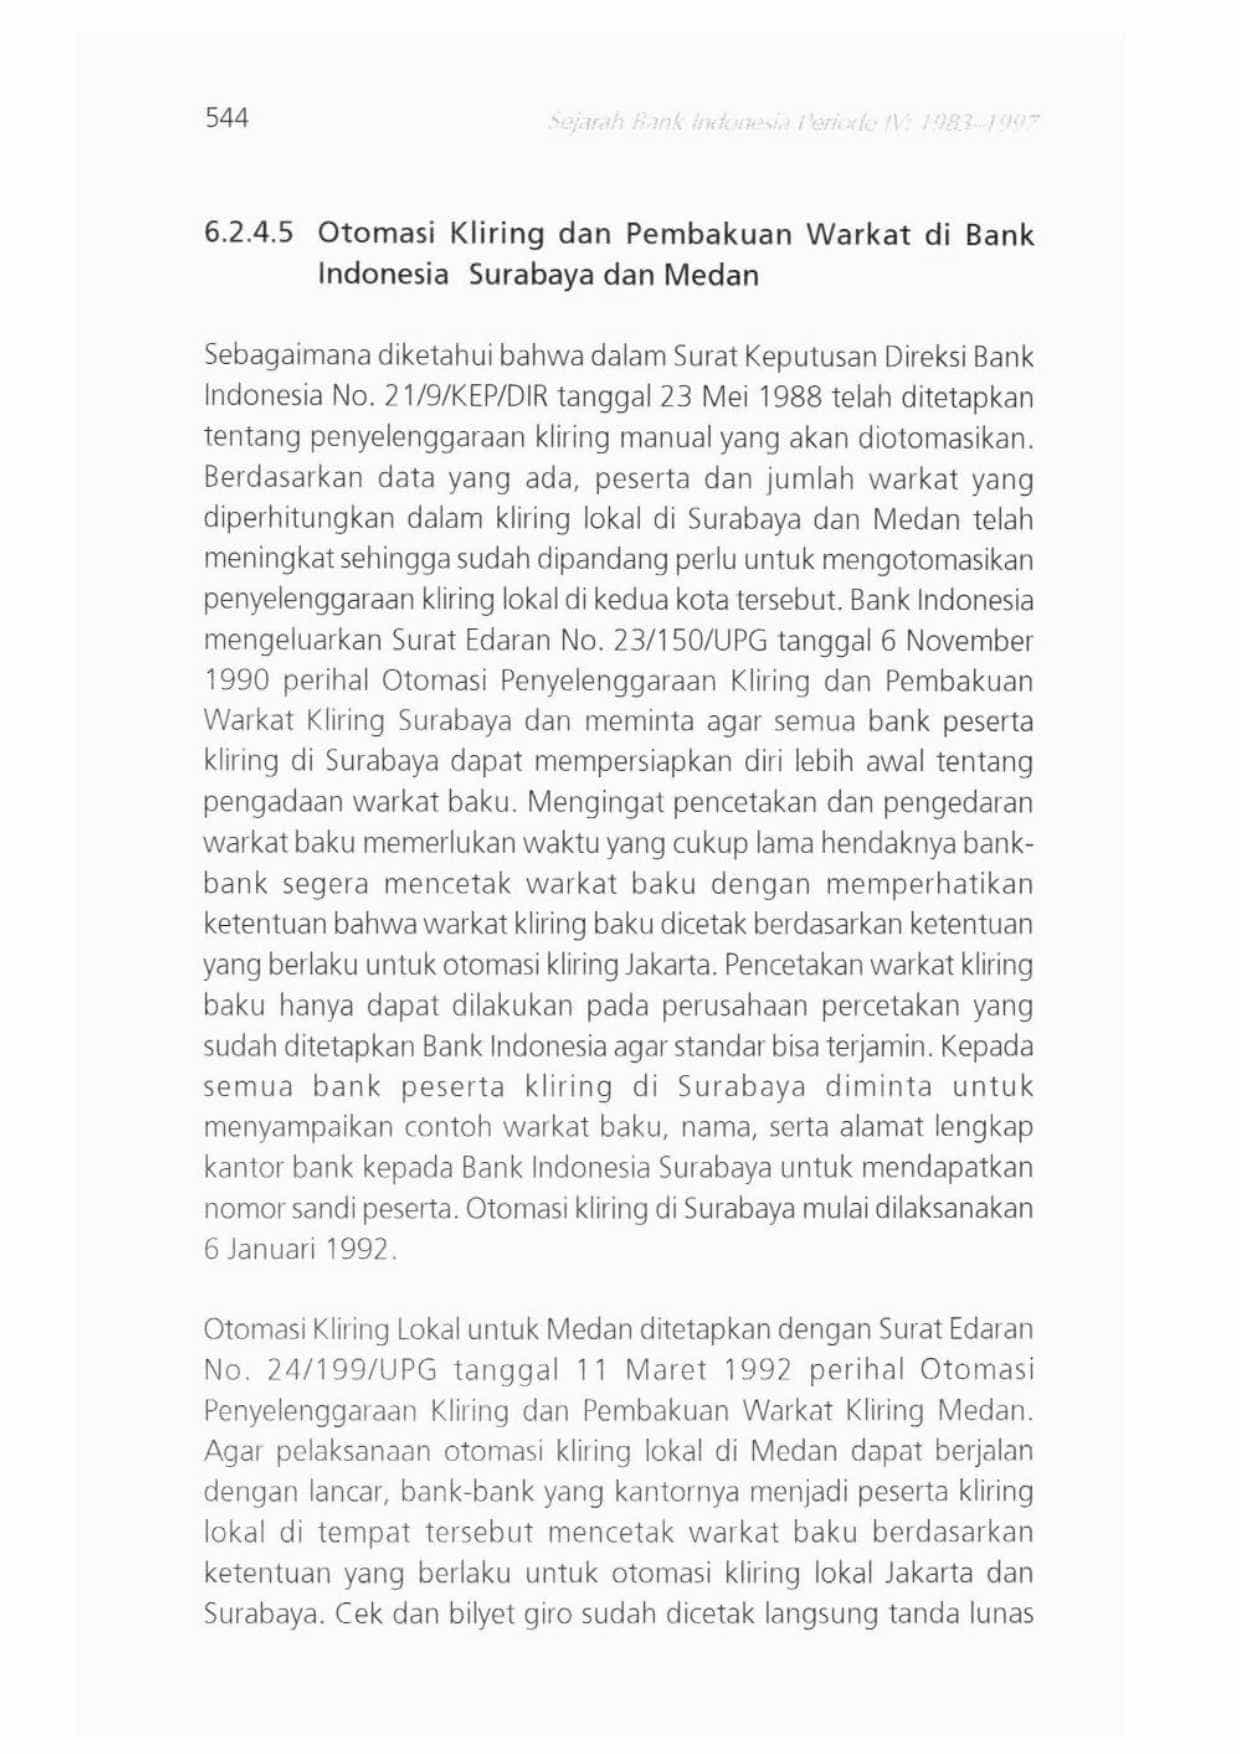 544
Sejarah Bank Indonesia Periode IV: 1983–1997
6.2.4.5 Otomasi Kliring dan Pembakuan Warkat di Bank
Indonesia Surabaya dan Medan
Sebagaimana diketahui bahwa dalam Surat Keputusan Direksi Bank
Indonesia No. 21/9/KEP/DIR tanggal 23 Mei 1988 telah ditetapkan
tentang penyelenggaraan kliring manual yang akan diotomasikan.
Berdasarkan data yang ada, peserta dan jumlah warkat yang
diperhitungkan dalam kliring lokal di Surabaya dan Medan telah
meningkat sehingga sudah dipandang perlu untuk mengotomasikan
penyelenggaraan kliring lokal di kedua kota tersebut. Bank Indonesia
mengeluarkan Surat Edaran No. 23/150/UPG tanggal 6 November
1990 perihal Otomasi Penyelenggaraan Kliring dan Pembakuan
Warkat Kliring Surabaya dan meminta agar semua bank peserta
kliring di Surabaya dapat mempersiapkan diri lebih awal tentang
pengadaan warkat baku. Mengingat pencetakan dan pengedaran
warkat baku memerlukan waktu yang cukup lama hendaknya bank-
bank segera mencetak warkat baku dengan memperhatikan
ketentuan bahwa warkat kliring baku dicetak berdasarkan ketentuan
yang berlaku untuk otomasi kliring Jakarta. Pencetakan warkat kliring
baku hanya dapat dilakukan pada perusahaan percetakan yang
sudah ditetapkan Bank Indonesia agar standar bisa terjamin. Kepada
semua bank peserta kliring di Surabaya diminta untuk
menyampaikan contoh warkat baku, nama, serta alamat lengkap
kantor bank kepada Bank Indonesia Surabaya untuk mendapatkan
nomor sandi peserta. Otomasi kliring di Surabaya mulai dilaksanakan
6 Januari 1992.
Otomasi Kliring Lokal untuk Medan ditetapkan dengan Surat Edaran
No. 24/199/UPG tanggal 11 Maret 1992 perihal Otomasi
Penyelenggaraan Kliring dan Pembakuan Warkat Kliring Medan.
Agar pelaksanaan otomasi kliring lokal di Medan dapat berjalan
dengan lancar, bank-bank yang kantornya menjadi peserta kliring
lokal di tempat tersebut mencetak warkat baku berdasarkan
ketentuan yang berlaku untuk otomasi kliring lokal Jakarta dan
Surabaya. Cek dan bilyet giro sudah dicetak langsung tanda lunas